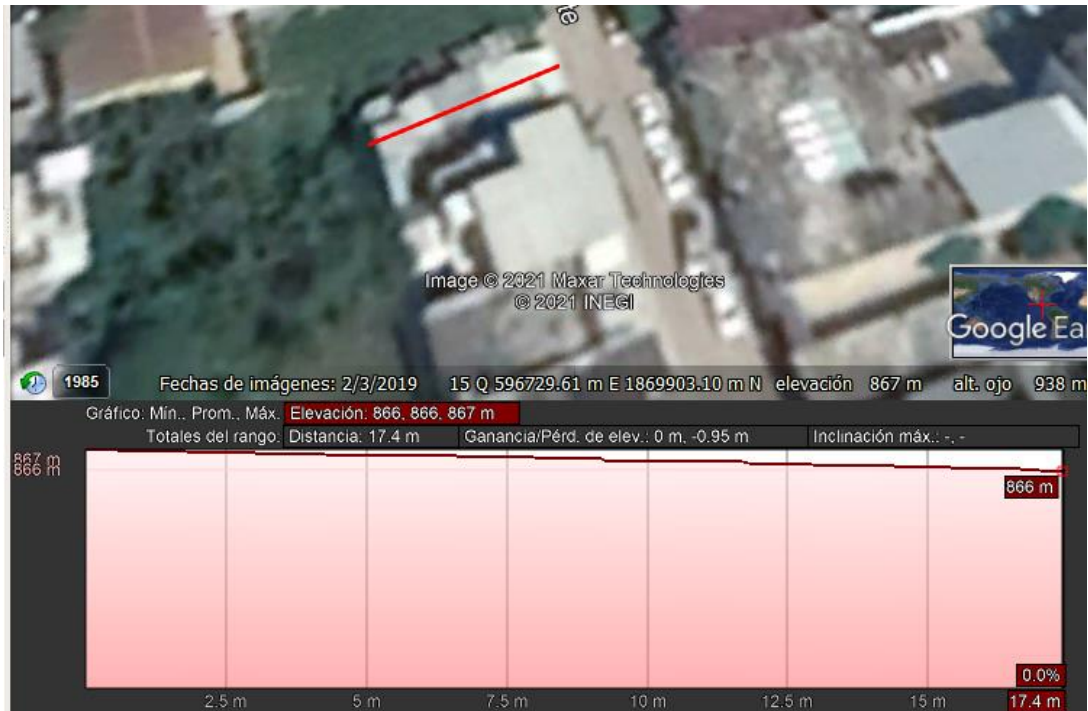 te
Image © 2021 Maxar Technologies
© 2021 INEGI
Google Ea
1985 Fechas de imágenes: 2/3/2019 15 Q 596729.61 m E 1869903.10 m N elevación 867 m alt. ojo 938 m
Gráfico: Mín., Prom., Máx. Elevación: 866, 866, 867 m
Totales del rango: Distancia: 17.4 m Ganancia/Pérd. de elev.: 0 m, -0.95 m Inclinación máx.: -, -
867 m
866 m
866 m
0.0%
2.5 m 5 m 7.5 m 10 m 12.5 m 15 m 17.4 m